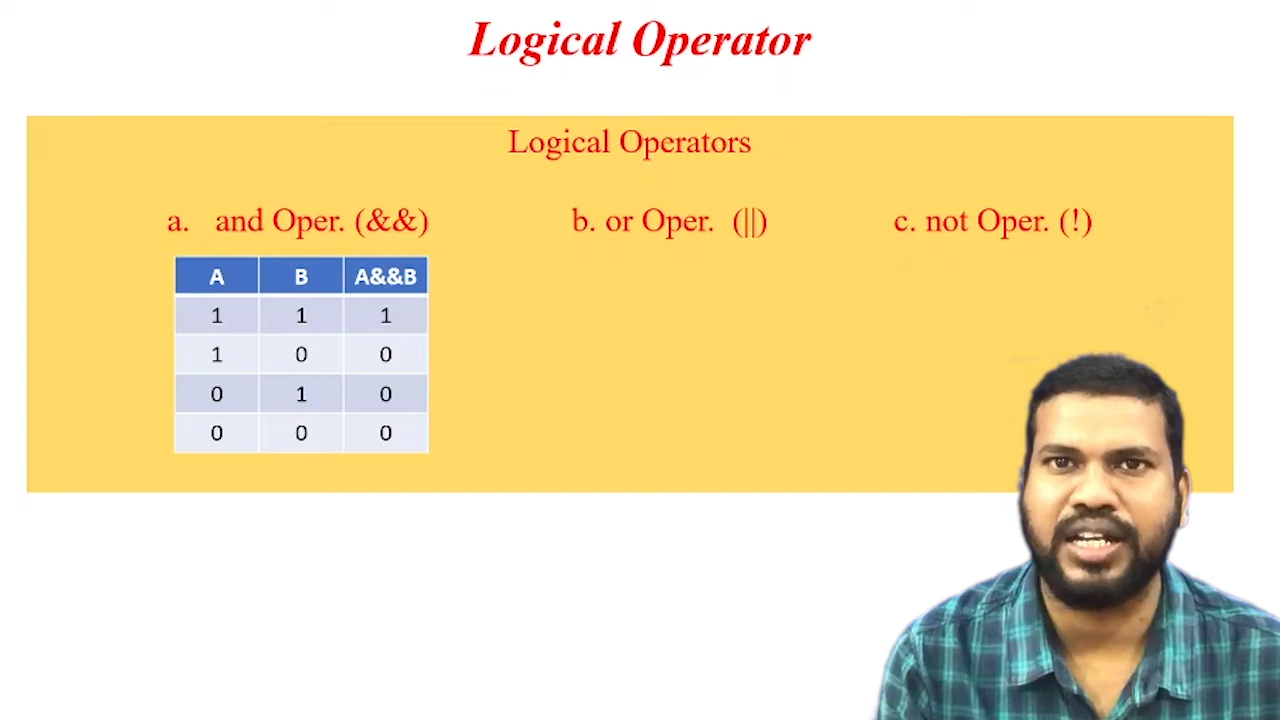 Logical Operator
Logical Operators
a. and Oper. (&&) b. or Oper. (||) c. not Oper. (!)
A B A&&B
1 1 1
1 0 0
0 1 0
0 0 0